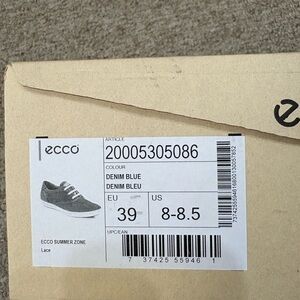 ecco
ARTICLE
20005305086
COLOUR
DENIM BLUE
DENIM BLEU
EU
39
US
8-8.5
ECCO SUMMER ZONE
Lace
UPC/EAN
7 37425 55946 1
e